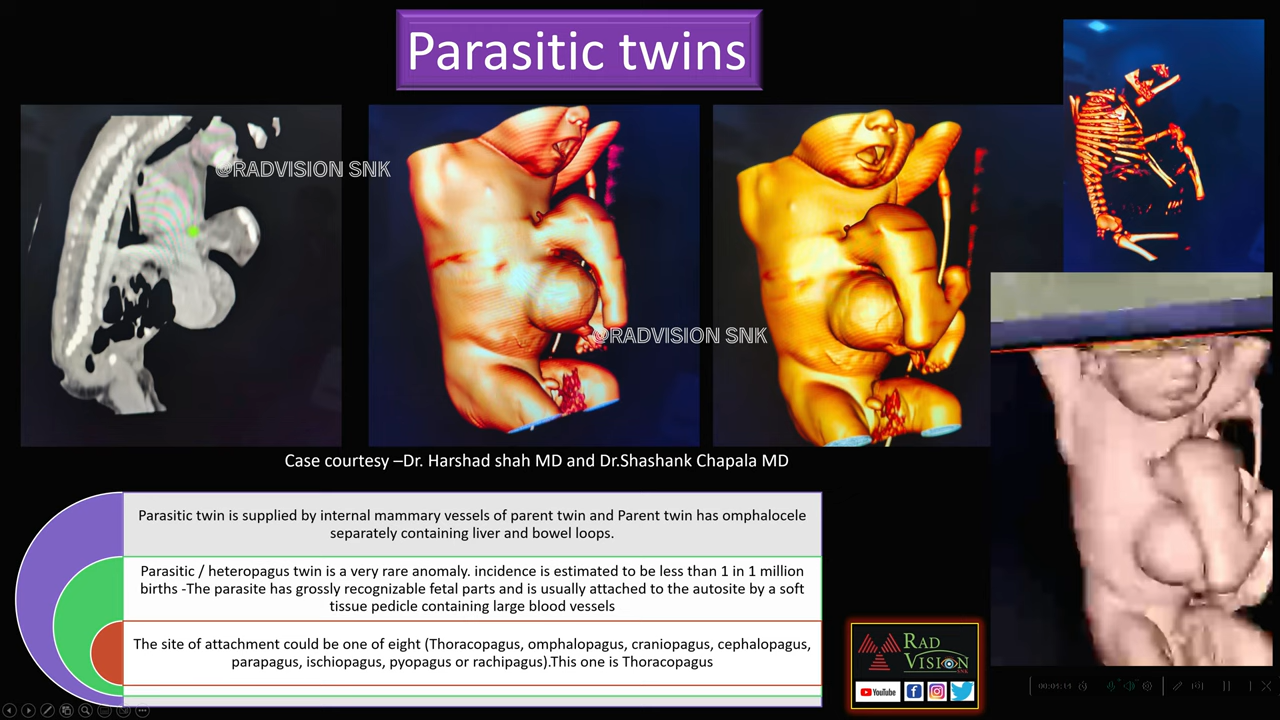 Parasitic twins
@RADVISION SNK
@RADVISION SNK
Case courtesy –Dr. Harshad shah MD and Dr.Shashank Chapala MD
Parasitic twin is supplied by internal mammary vessels of parent twin and Parent twin has omphalocele
separately containing liver and bowel loops.
Parasitic / heteropagus twin is a very rare anomaly. incidence is estimated to be less than 1 in 1 million
births -The parasite has grossly recognizable fetal parts and is usually attached to the autosite by a soft
tissue pedicle containing large blood vessels
The site of attachment could be one of eight (Thoracopagus, omphalopagus, craniopagus, cephalopagus,
parapagus, ischiopagus, pyopagus or rachipagus).This one is Thoracopagus
RAD
VISION
SNK
YouTube